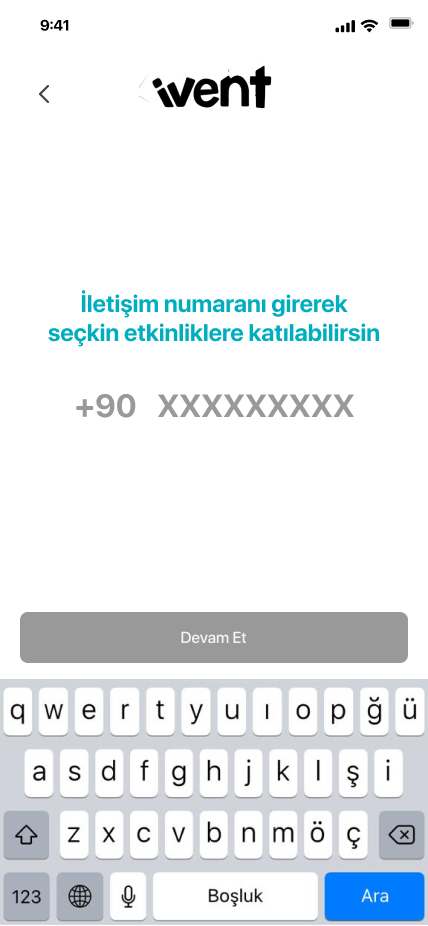 9:41
ivent
İletişim numaranı girerek
seçkin etkinliklere katılabilirsin
+90 XXXXXXXXX
Devam Et
q w e r t y u ı o p ğ ü
a s d f g h j k l ş i
z x c v b n m ö ç
123 Boşluk Ara